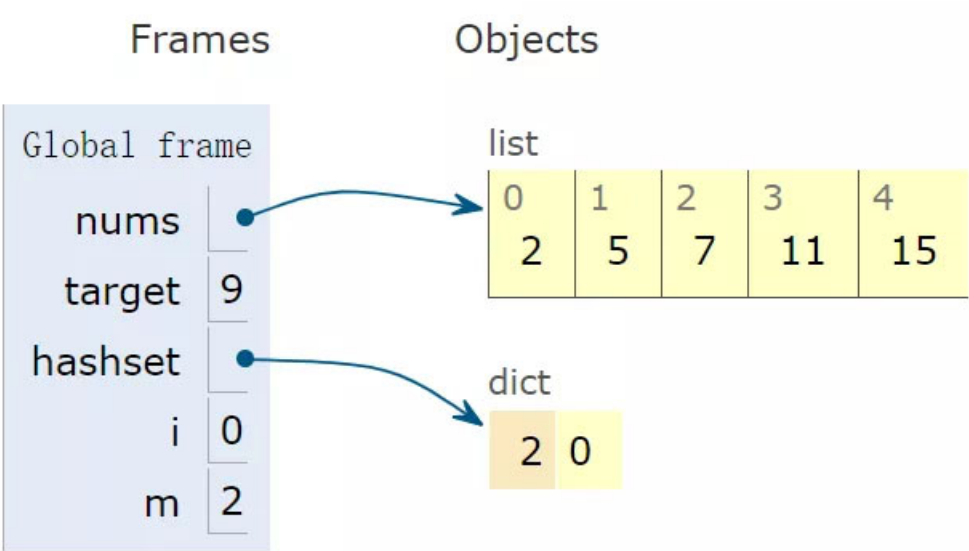 Frames Objects
Global frame
nums
target 9
hashset
i 0
m 2
list
0 1 2 3 4
2 5 7 11 15
dict
2 0